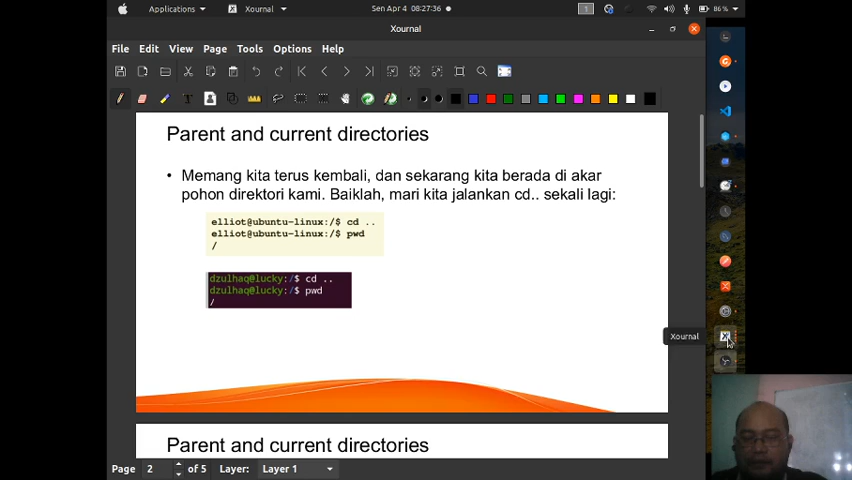 Applications
Xournal
Sen Apr 4 08:27:36
1
86%
Xournal
File Edit View Page Tools Options Help
Parent and current directories
• Memang kita terus kembali, dan sekarang kita berada di akar
pohon direktori kami. Baiklah, mari kita jalankan cd.. sekali lagi:
elliot@ubuntu-linux:/$ cd ..
elliot@ubuntu-linux:/$ pwd
/
dzulhaq@lucky:/$ cd ..
dzulhaq@lucky:/$ pwd
/
Xournal
Parent and current directories
Page 2 of 5 Layer: Layer 1